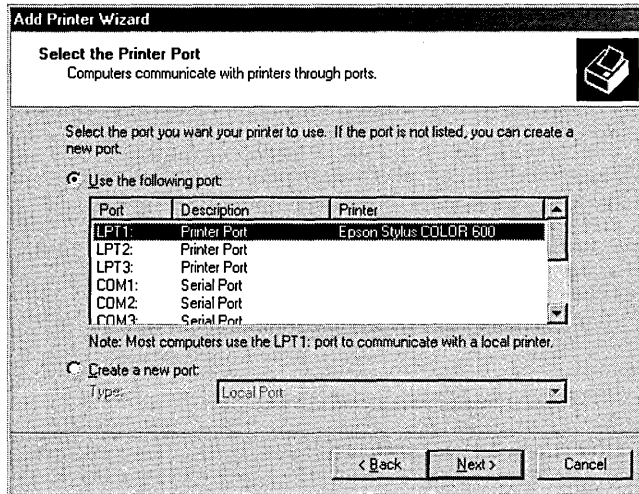 Add Printer Wizard
Select the Printer Port
Computers communicate with printers through ports.
Select the port you want your printer to use. If the port is not listed, you can create a
new port.
Use the following port:
Port Description Printer
LPT1: Printer Port Epson Stylus COLOR 600
LPT2: Printer Port
LPT3: Printer Port
COM1: Serial Port
COM2: Serial Port
COM3: Serial Port
Note: Most computers use the LPT1: port to communicate with a local printer.
Create a new port:
Type: Local Port
< Back Next > Cancel